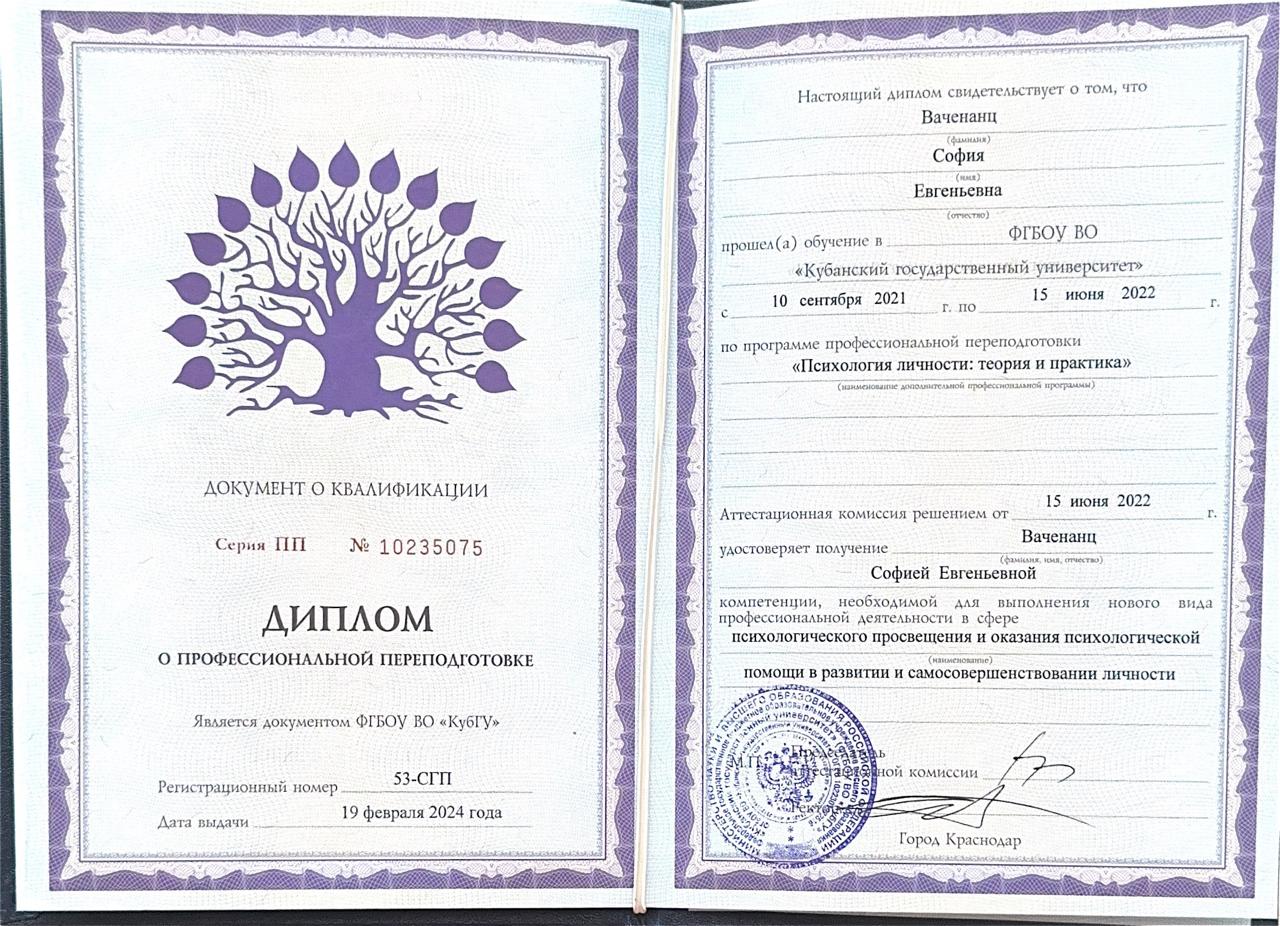 ДОКУМЕНТ О КВАЛИФИКАЦИИ
Серия ПП № 10235075
ДИПЛОМ
О ПРОФЕССИОНАЛЬНОЙ ПЕРЕПОДГОТОВКЕ
Является документом ФГБОУ ВО «КубГУ»
Регистрационный номер 53-СГП
Дата выдачи 19 февраля 2024 года
Настоящий диплом свидетельствует о том, что
Ваченанц
(фамилия)
София
(имя)
Евгеньевна
(отчество)
прошел(а) обучение в ФГБОУ ВО
«Кубанский государственный университет»
с 10 сентября 2021 г. по 15 июня 2022 г.
по программе профессиональной переподготовки
«Психология личности: теория и практика»
(наименование дополнительной профессиональной программы)
Аттестационная комиссия решением от 15 июня 2022 г.
удостоверяет получение Ваченанц
(фамилия, имя, отчество)
Софией Евгеньевной
компетенции, необходимой для выполнения нового вида
профессиональной деятельности в сфере
психологического просвещения и оказания психологической
(наименование)
помощи в развитии и самосовершенствовании личности
М.П.
Председатель
аттестационной комиссии
Ректор
Город Краснодар